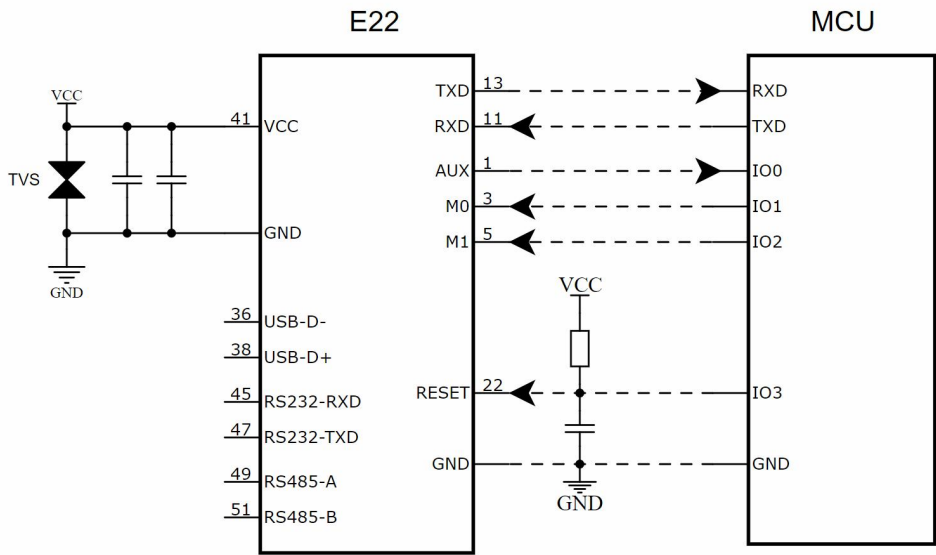 E22
MCU
VCC
TVS
GND
41 VCC
GND
36 USB-D-
38 USB-D+
45 RS232-RXD
47 RS232-TXD
49 RS485-A
51 RS485-B
TXD 13
RXD 11
AUX 1
M0 3
M1 5
RESET 22
GND
VCC
GND
RXD
TXD
IO0
IO1
IO2
IO3
GND